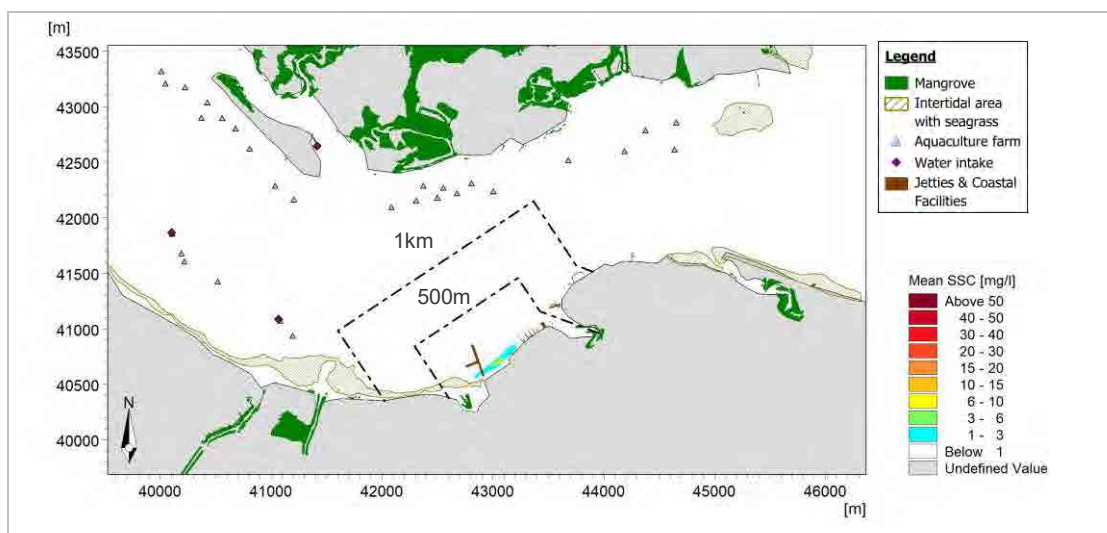 [m]
43500
43000
42500
42000
41500
41000
40500
40000
1km
500m
N
40000 41000 42000 43000 44000 45000 46000
[m]
Legend
Mangrove
Intertidal area
with seagrass
Aquaculture farm
Water intake
Jetties & Coastal
Facilities
Mean SSC [mg/l]
Above 50
40 - 50
30 - 40
20 - 30
15 - 20
10 - 15
6 - 10
3 - 6
1 - 3
Below 1
Undefined Value